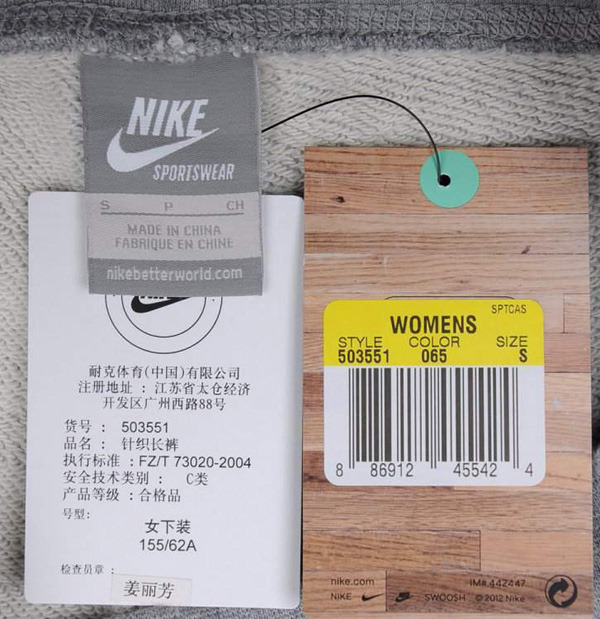 NIKE
SPORTSWEAR
S P CH
MADE IN CHINA
FABRIQUE EN CHINE
nikebetterworld.com
耐克体育(中国)有限公司
注册地址 : 江苏省太仓经济
开发区广州西路88号
货号 : 503551
品名 : 针织长裤
执行标准 : FZ/T 73020-2004
安全技术类别 : C类
产品等级 : 合格品
号型:
女下装
155/62A
检查员章 :
姜丽芳
SPTCAS
WOMENS
STYLE COLOR SIZE
503551 065 S
8 86912 45542 4
nike.com IM#.442447
NIKE SWOOSH © 2012 Nike